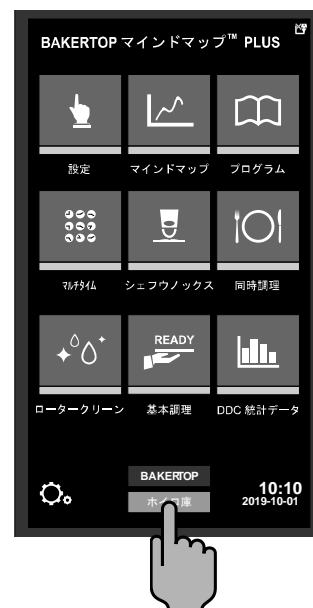 BAKERTOP マインドマップ™ PLUS
設定 マインドマップ プログラム
マルチタイム シェフウノックス 同時調理
READY
ロータークリーン 基本調理 DDC 統計データ
BAKERTOP
ホイロ庫
10:10
2019-10-01